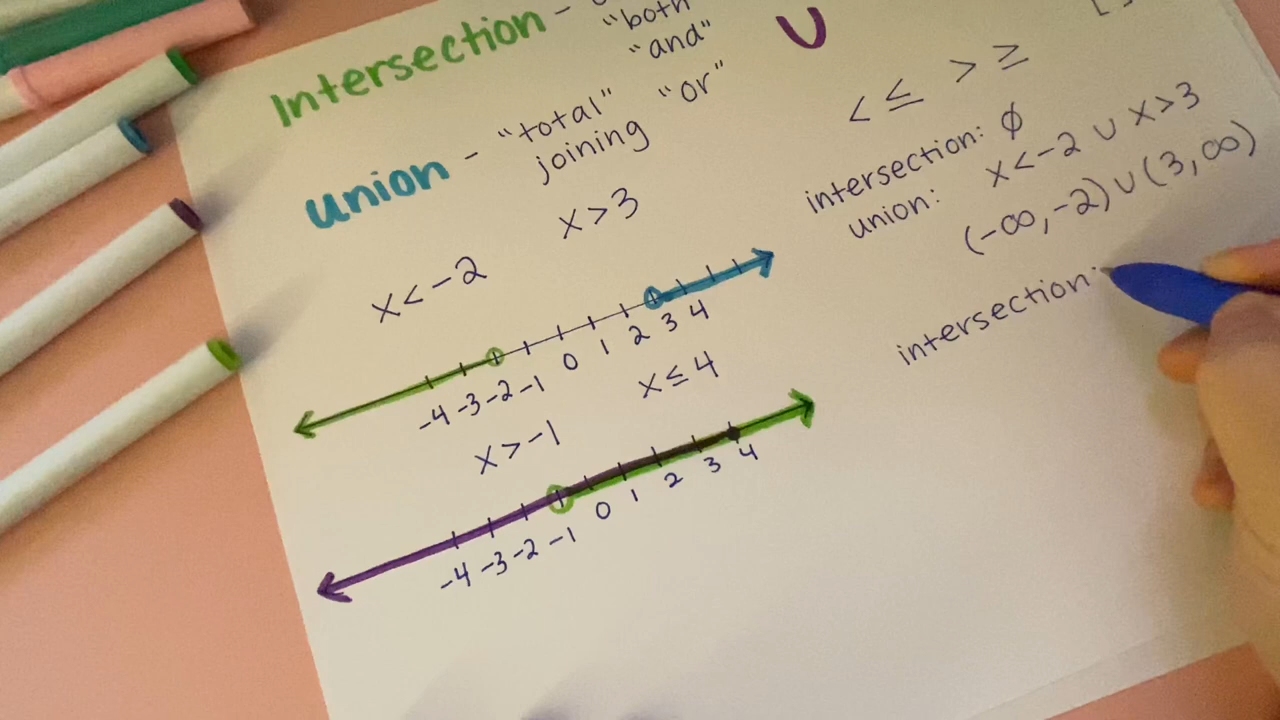 Intersection - "both
"and"
union - "total" "or"
joining
x<-2 x>3
-4 -3 -2 -1 0 1 2 3 4
x>-1 x≤4
-4 -3 -2 -1 0 1 2 3 4
∪
[ ]
< ≤ > ≥
intersection: ∅
union: x<-2 ∪ x>3
(-∞,-2)∪(3,∞)
intersection: